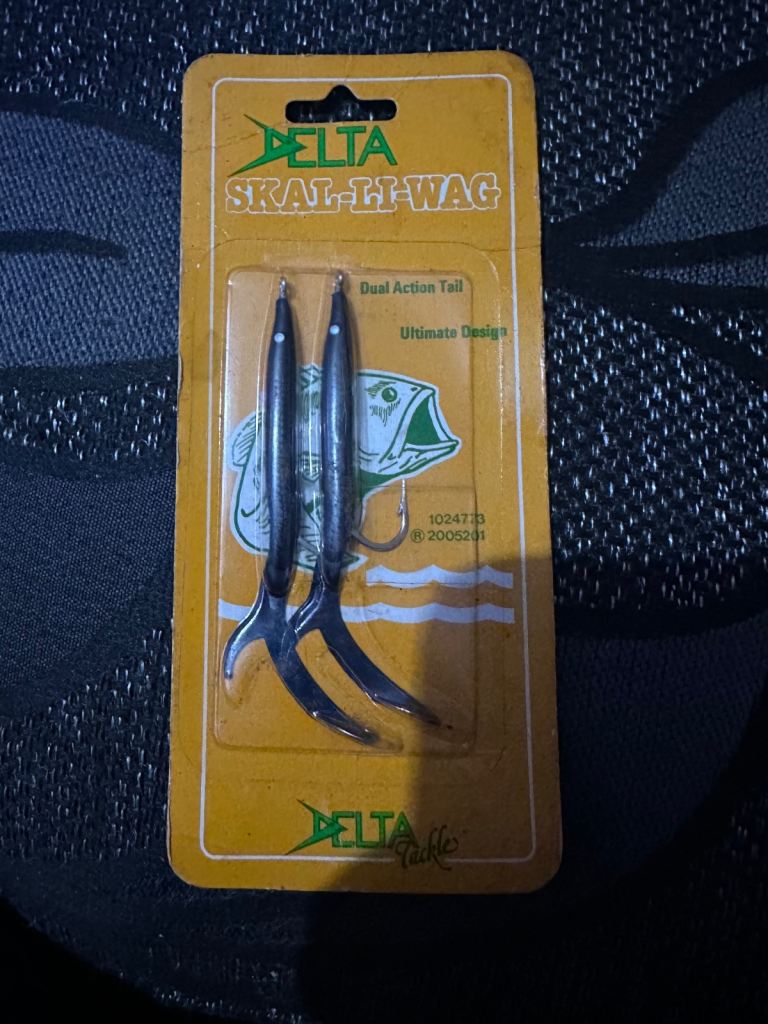 DELTA
SKAL-LI-WAG
Dual Action Tail
Ultimate Design
1024773
® 2005201
DELTA
Tackle